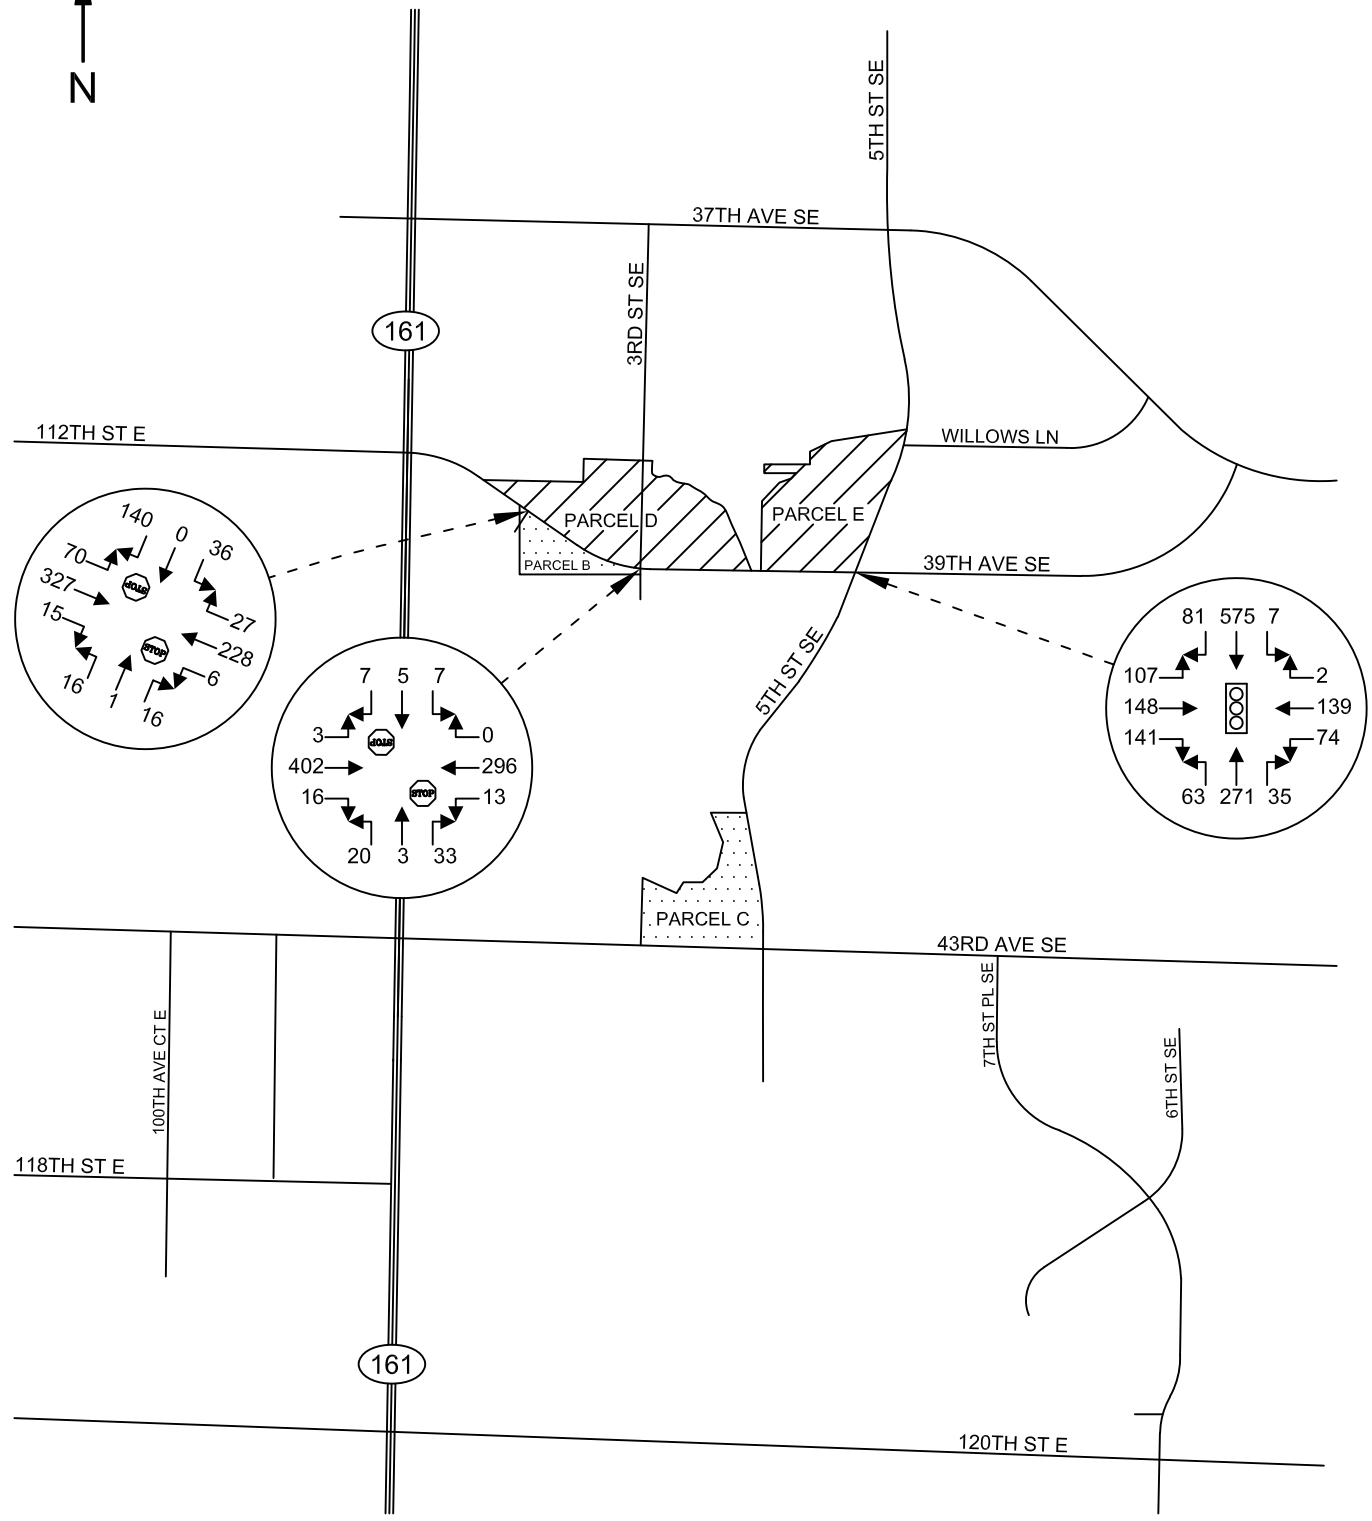 N
5TH ST SE
37TH AVE SE
3RD ST SE
161
112TH ST E
WILLOWS LN
PARCEL D
PARCEL E
PARCEL B
39TH AVE SE
140 0 36
70
327
15
STOP
STOP
27
228
6
16 1 16
7 5 7
3
402
16
STOP
STOP
0
296
13
20 3 33
81 575 7
107 2
148 139
141 74
63 271 35
5TH ST SE
PARCEL C
43RD AVE SE
100TH AVE CT E
7TH ST PL SE
6TH ST SE
118TH ST E
161
120TH ST E